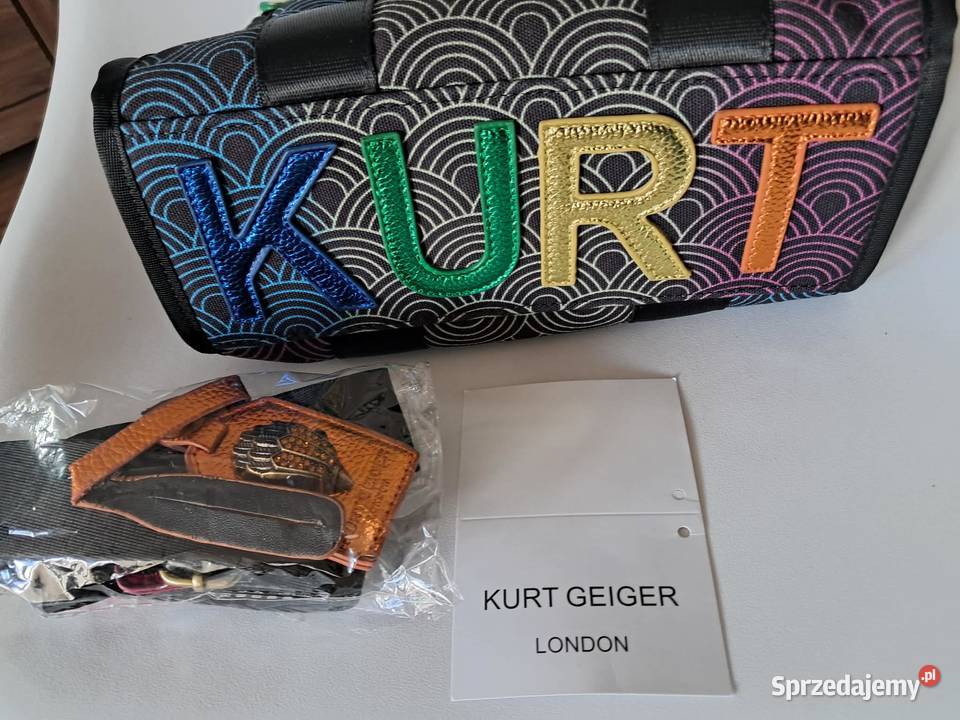 KURT
KURT GEIGER
LONDON
Sprzedajemy.pl